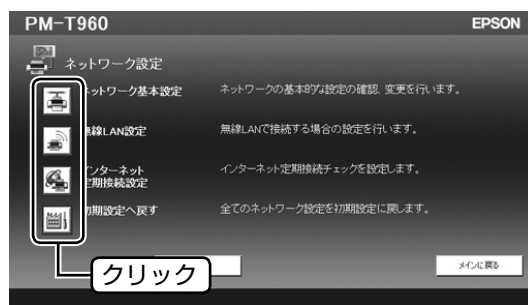 PM-T960
EPSON
ネットワーク設定
ネットワーク基本設定
ネットワークの基本的な設定の確認、変更を行います。
無線LAN設定
無線LANで接続する場合の設定を行います。
インターネット
定期接続設定
インターネット定期接続チェックを設定します。
初期設定へ戻す
全てのネットワーク設定を初期設定に戻します。
クリック
メインに戻る